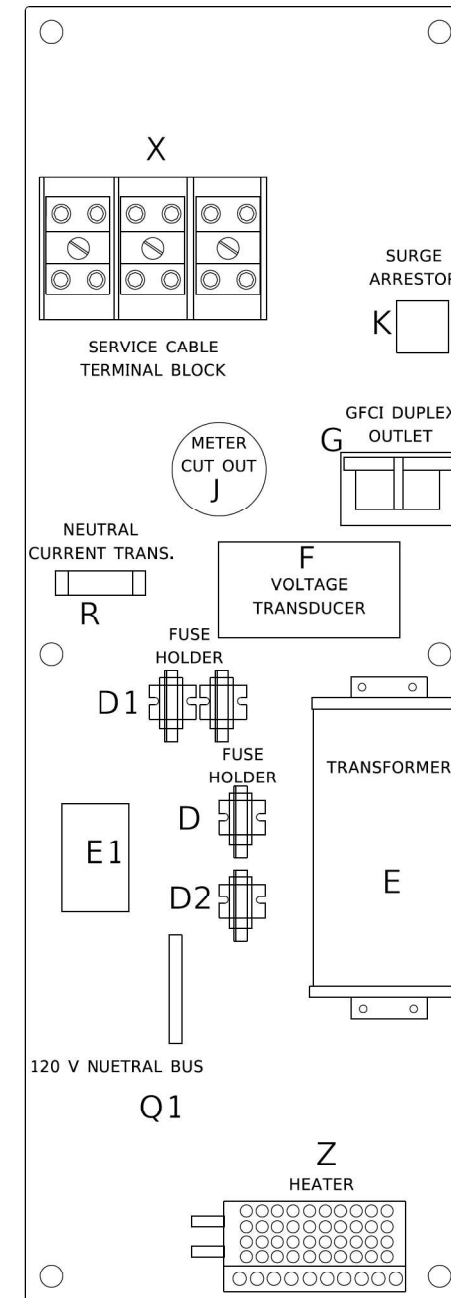 X
SERVICE CABLE
TERMINAL BLOCK
SURGE
ARRESTOR
K
GFCI DUPLEX
G OUTLET
METER
CUT OUT
J
NEUTRAL
CURRENT TRANS.
R
F
VOLTAGE
TRANSDUCER
FUSE
HOLDER
D1
FUSE
HOLDER
D
TRANSFORMER
E1
E
D2
120 V NUETRAL BUS
Q1
Z
HEATER